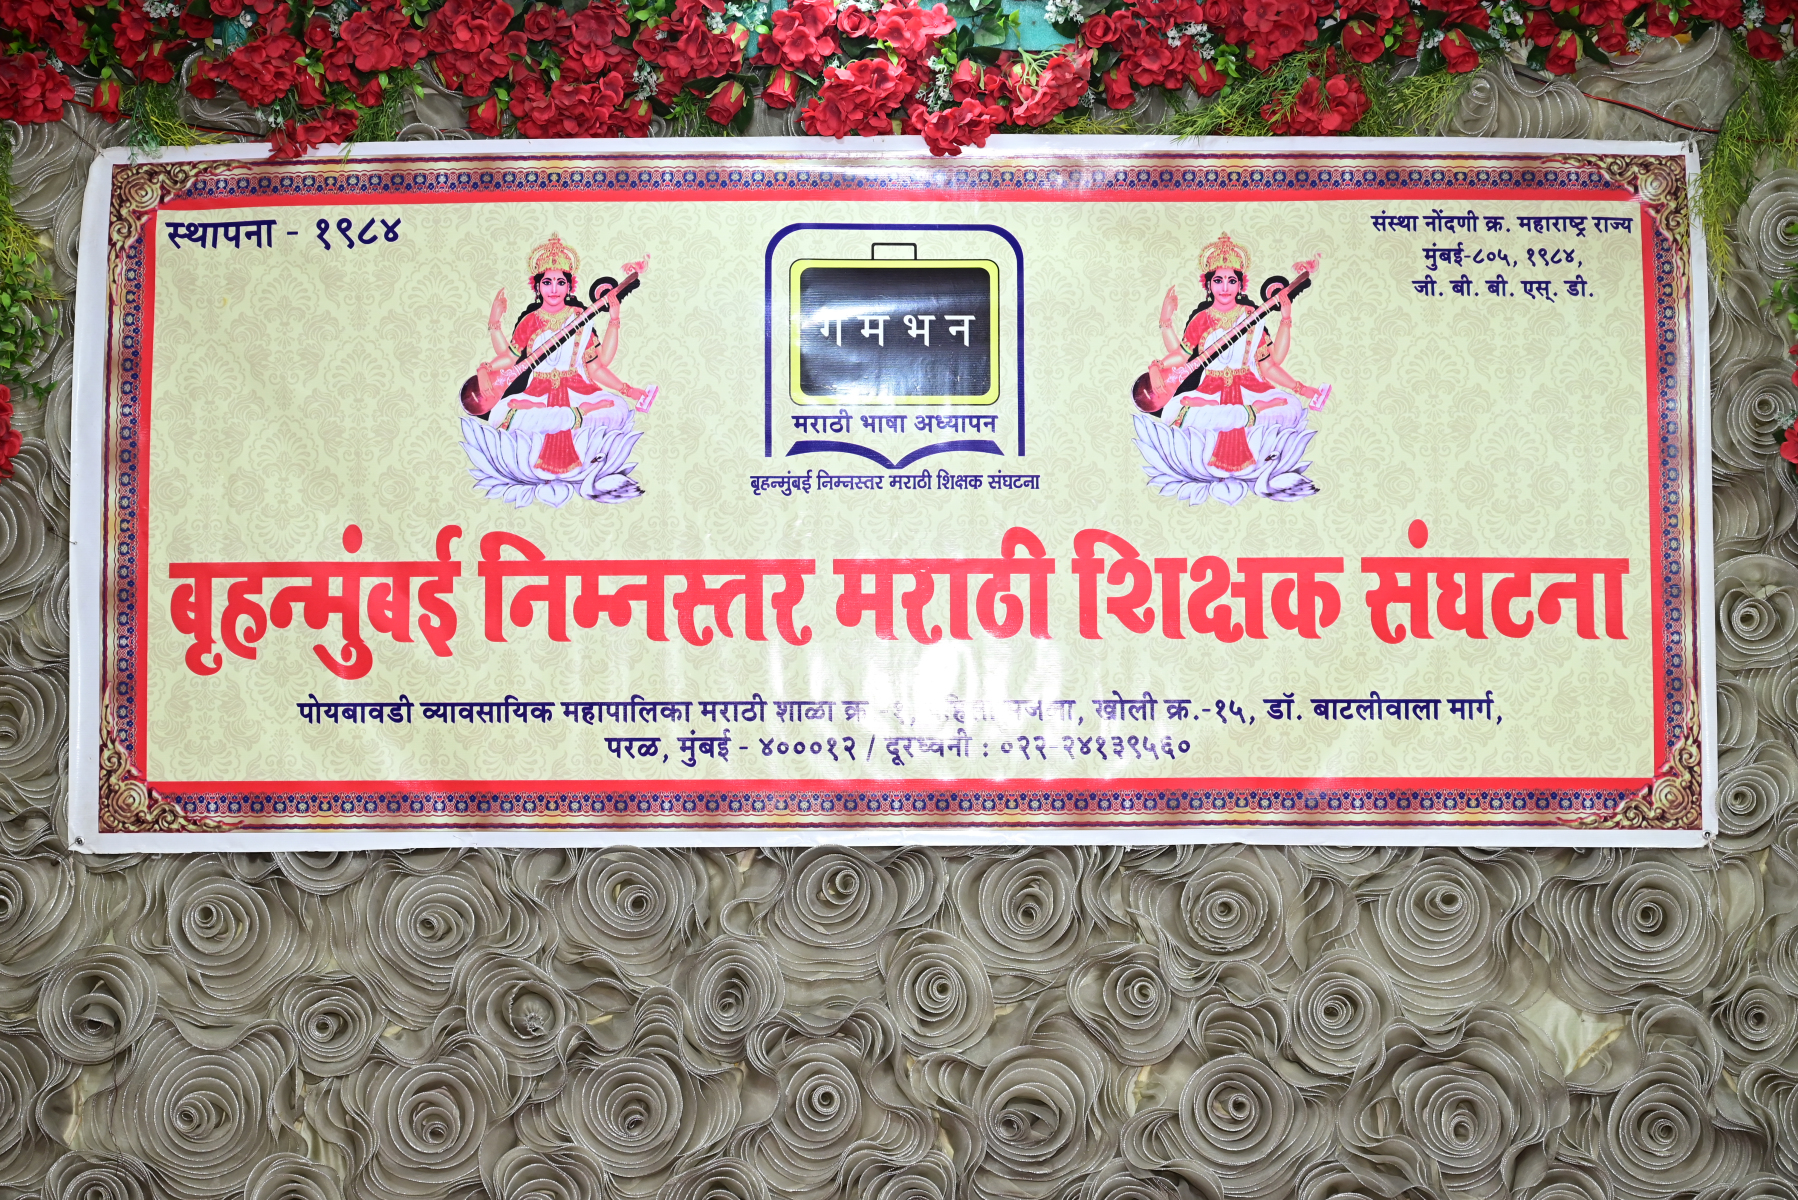 स्थापना - १९८४
संस्था नोंदणी क्र. महाराष्ट्र राज्य
मुंबई-८०५, १९८४,
जी. बी. बी. एस्. डी.
ग म भ न
मराठी भाषा अध्यापन
बृहन्मुंबई निम्नस्तर मराठी शिक्षक संघटना
बृहन्मुंबई निम्नस्तर मराठी शिक्षक संघटना
पोयबावडी व्यावसायिक महापालिका मराठी शाळा खोली क्र.-१५, डॉ. बाटलीवाला मार्ग,
परळ, मुंबई - ४०००१२ / दूरध्वनी : ०२२-२४१३९५६०